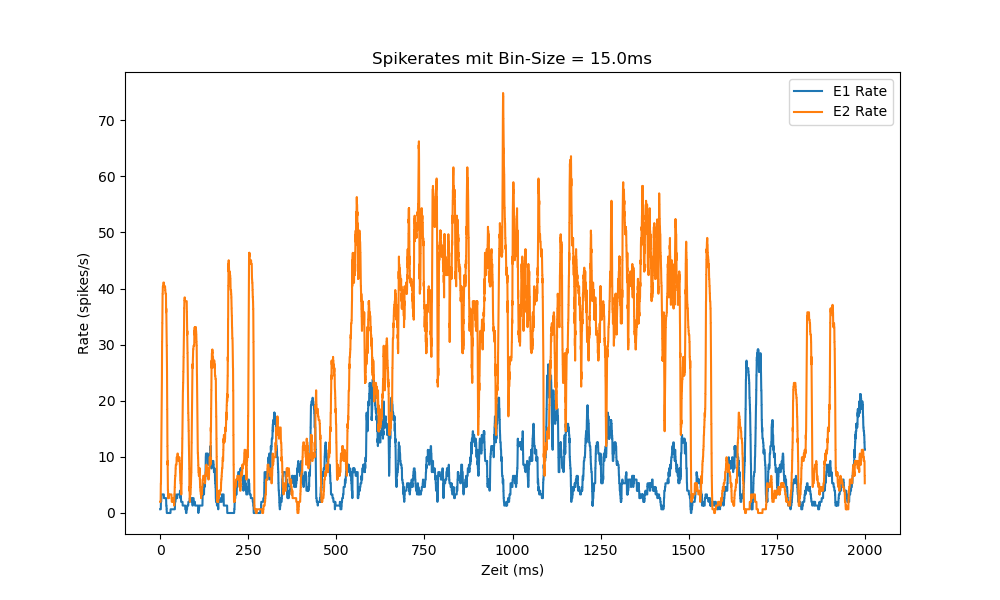 Spikerates mit Bin-Size = 15.0ms
E1 Rate
E2 Rate
Rate (spikes/s)
70
60
50
40
30
20
10
0
0 250 500 750 1000 1250 1500 1750 2000
Zeit (ms)